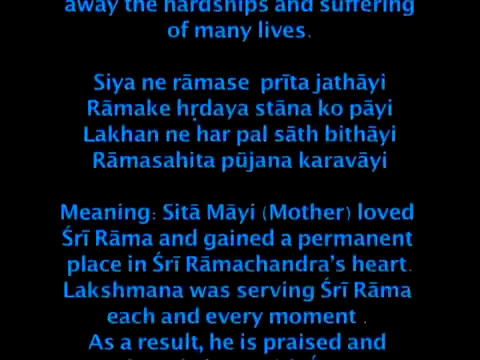 away the hardships and suffering
of many lives.
Siya ne rāmase prīta jathāyi
Rāmake hṛdaya stāna ko pāyi
Lakhan ne har pal sāth bithāyi
Rāmasahita pūjana karavāyi
Meaning: Sitā Māyi (Mother) loved
Śrī Rāma and gained a permanent
place in Śrī Rāmachandra's heart.
Lakshmana was serving Śrī Rāma
each and every moment .
As a result, he is praised and